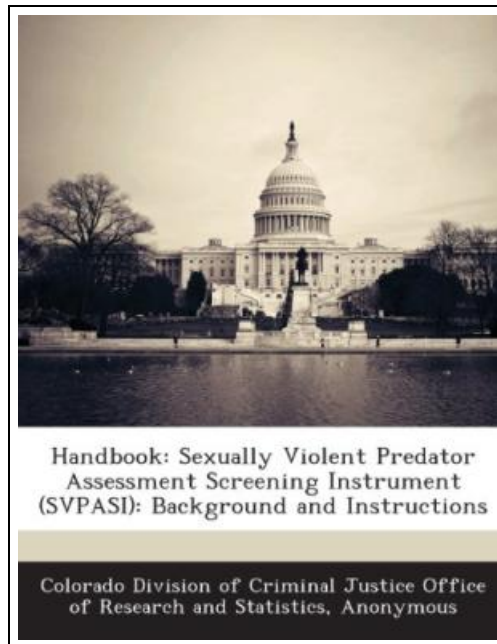 Handbook: Sexually Violent Predator
Assessment Screening Instrument
(SVPASI): Background and Instructions
Colorado Division of Criminal Justice Office
of Research and Statistics, Anonymous